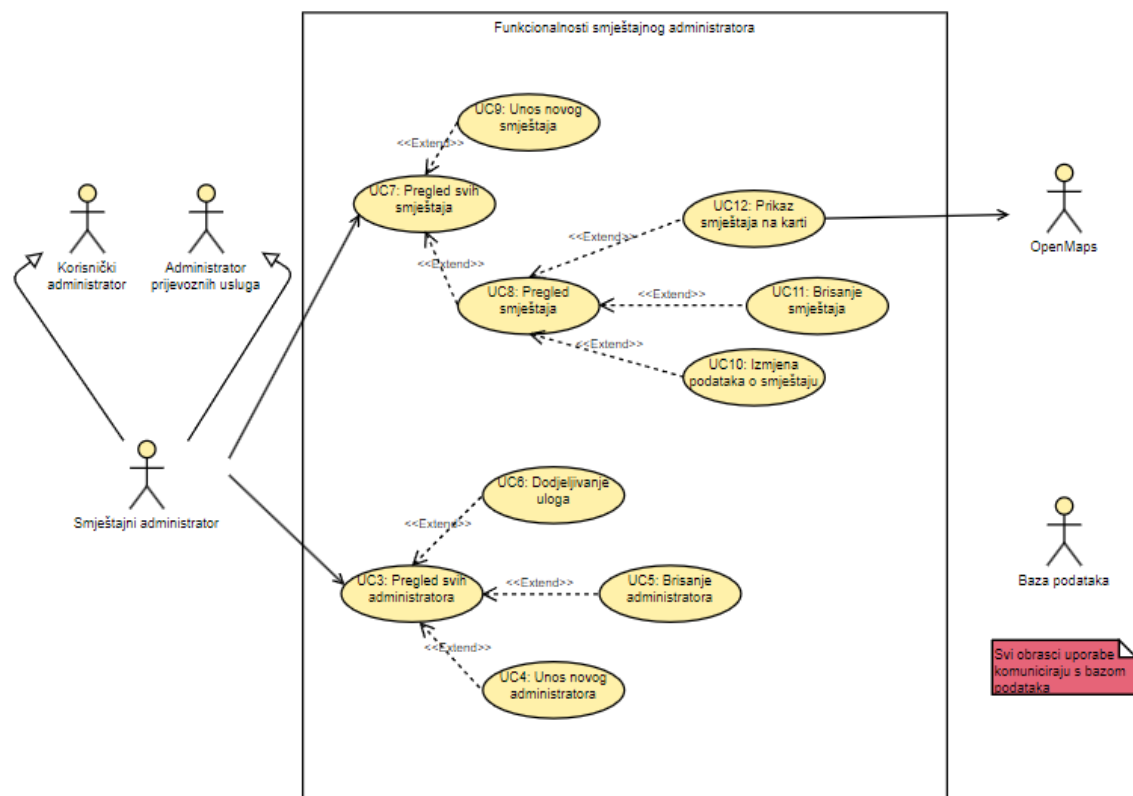 Funkcionalnosti smještajnog administratora
UC9: Unos novog
smještaja
<<Extend>>
UC7: Pregled svih
smještaja
UC12: Prikaz
smještaja na karti
<<Extend>>
OpenMaps
Korisnički
administrator
Administrator
prijevoznih usluga
<<Extend>>
UC8: Pregled
smještaja
<<Extend>>
UC11: Brisanje
smještaja
<<Extend>>
UC10: Izmjena
podataka o smještaju
Smještajni administrator
UC6: Dodjeljivanje
uloga
<<Extend>>
UC3: Pregled svih
administratora
<<Extend>>
UC5: Brisanje
administratora
Baza podataka
<<Extend>>
UC4: Unos novog
administratora
Svi obrasci uporabe
komuniciraju s bazom
podataka